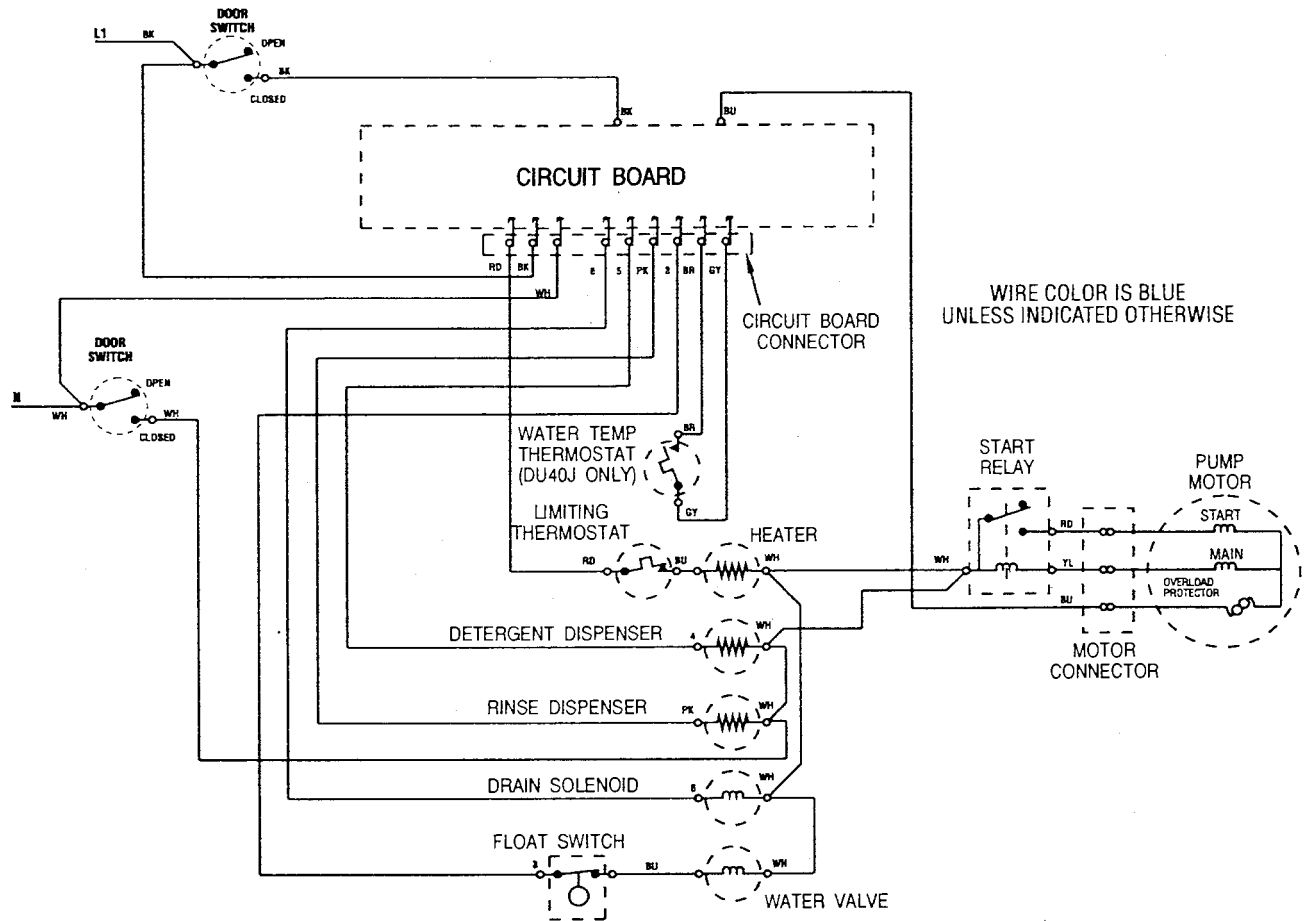 DOOR
SWITCH
L1
BK
OPEN
BK
CLOSED
BK
BU
CIRCUIT BOARD
RD
BK
WH
6
5
PK
2
BR
GY
CIRCUIT BOARD
CONNECTOR
WIRE COLOR IS BLUE
UNLESS INDICATED OTHERWISE
DOOR
SWITCH
OPEN
N
WH
WH
CLOSED
WATER TEMP
THERMOSTAT
(DU40J ONLY)
BR
GY
LIMITING
THERMOSTAT
RD
BU
HEATER
WH
START
RELAY
WH
RD
YL
BU
PUMP
MOTOR
START
MAIN
OVERLOAD
PROTECTOR
MOTOR
CONNECTOR
DETERGENT DISPENSER
4
WH
RINSE DISPENSER
PK
WH
DRAIN SOLENOID
6
WH
FLOAT SWITCH
BU
WH
WATER VALVE